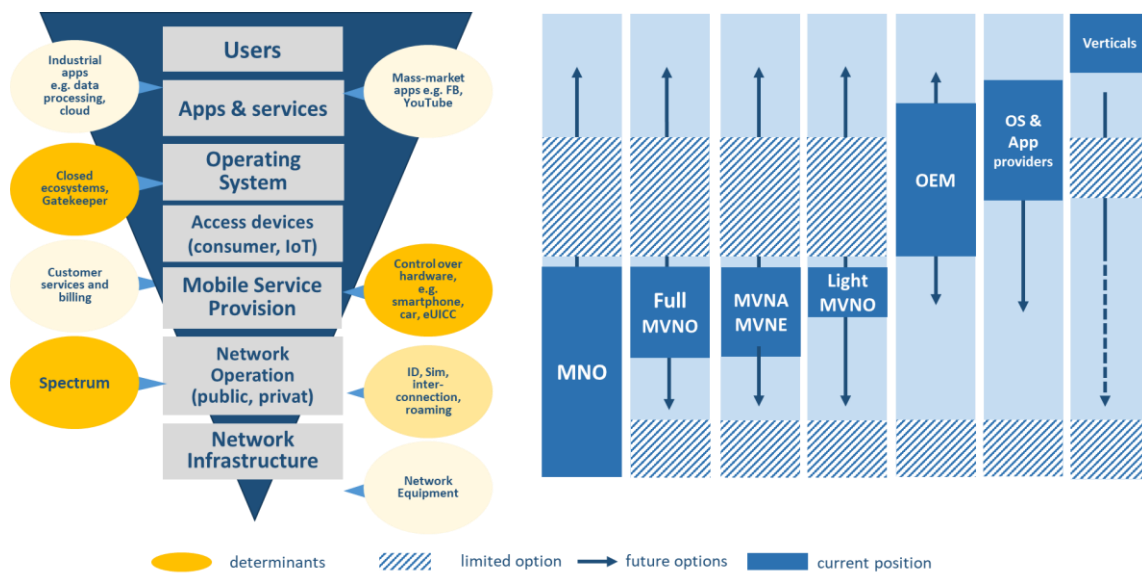 Users
Industrial
apps
e.g. data
processing,
cloud
Mass-market
apps e.g. FB,
YouTube
Apps & services
Closed
ecosystems,
Gatekeeper
Operating
System
Access devices
(consumer, IoT)
Customer
services and
billing
Mobile Service
Provision
Control over
hardware,
e.g.
smartphone,
car, eUICC
Spectrum
Network
Operation
(public, privat)
ID, Sim,
inter-
connection,
roaming
Network
Infrastructure
Network
Equipment
MNO
Full
MVNO
MVNA
MVNE
Light
MVNO
OEM
OS &
App
providers
Verticals
determinants
limited option
future options
current position